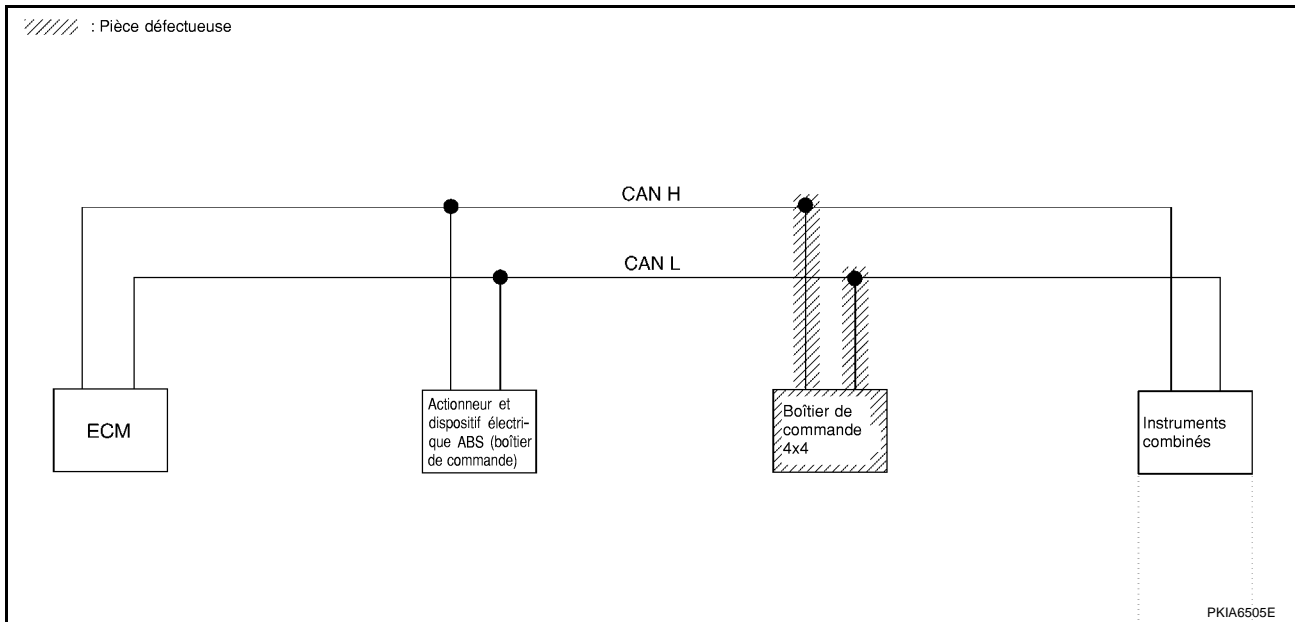 : Pièce défectueuse
CAN H
CAN L
ECM
Actionneur et
dispositif électri-
que ABS (boîtier
de commande)
Boîtier de
commande
4x4
Instruments
combinés
PKIA6505E